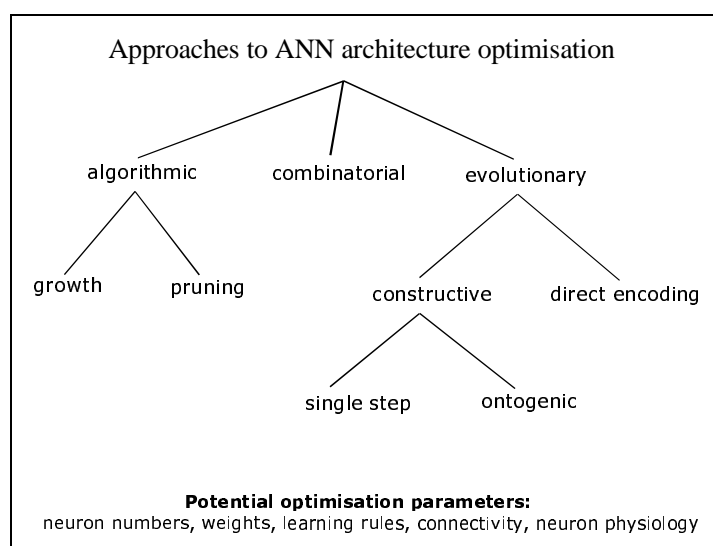 Approaches to ANN architecture optimisation
algorithmic combinatorial evolutionary
growth pruning constructive direct encoding
single step ontogenic
Potential optimisation parameters:
neuron numbers, weights, learning rules, connectivity, neuron physiology